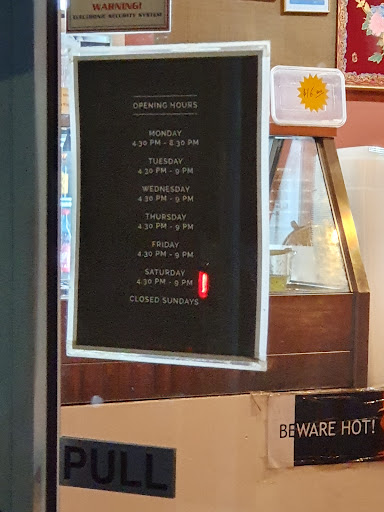 WARNING!
ELECTRONIC SECURITY SYSTEM
OPENING HOURS
MONDAY
4.30 PM - 8.30 PM
TUESDAY
4.30 PM - 9 PM
WEDNESDAY
4.30 PM - 9 PM
THURSDAY
4.30 PM - 9 PM
FRIDAY
4.30 PM - 9 PM
SATURDAY
4.30 PM - 9 PM
CLOSED SUNDAYS
BEWARE HOT!
PULL